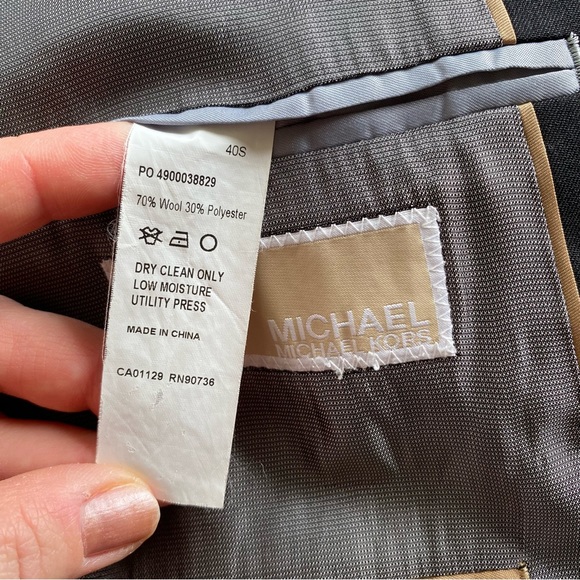 40S
PO 4900038829
70% Wool 30% Polyester
DRY CLEAN ONLY
LOW MOISTURE
UTILITY PRESS
MADE IN CHINA
CA01129 RN90736
MICHAEL
MICHAEL KORS